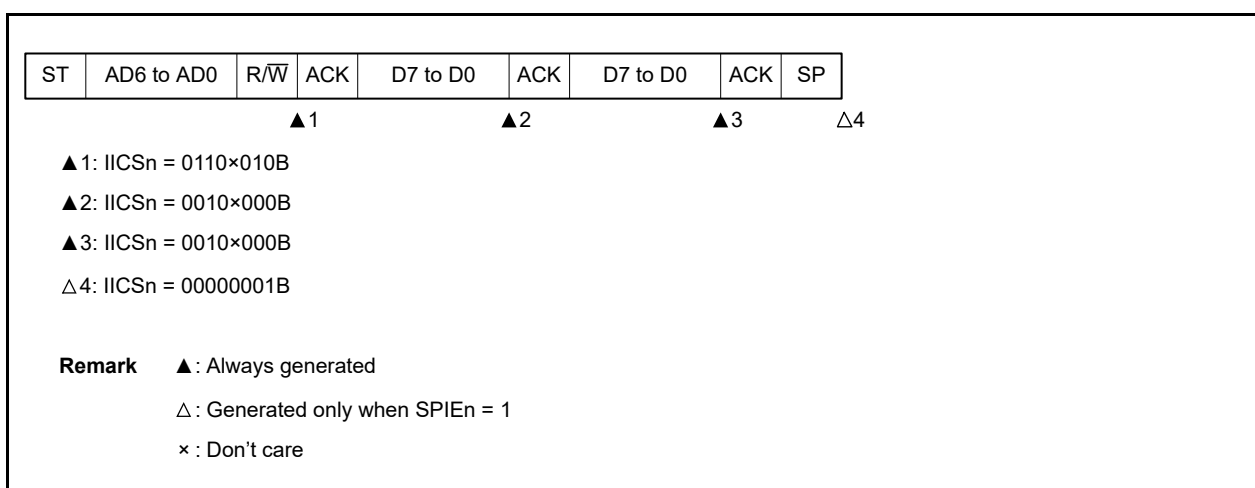 ST AD6 to AD0 R/W̅ ACK D7 to D0 ACK D7 to D0 ACK SP
▲1 ▲2 ▲3 △4
▲1: IICSn = 0110×010B
▲2: IICSn = 0010×000B
▲3: IICSn = 0010×000B
△4: IICSn = 00000001B
Remark ▲: Always generated
△: Generated only when SPIEn = 1
×: Don’t care